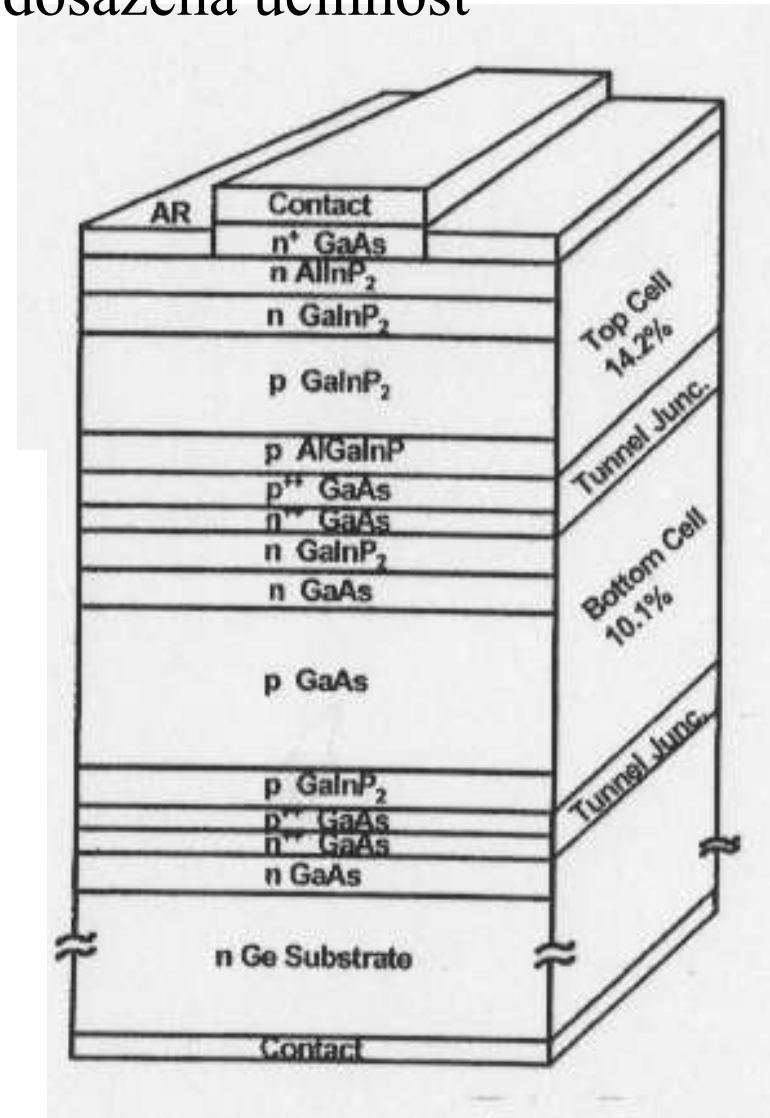 dosažená účinnost
AR
Contact
n⁺ GaAs
n AlInP₂
n GaInP₂
p GaInP₂
p AlGaInP
p⁺⁺ GaAs
n⁺⁺ GaAs
n GaInP₂
n GaAs
p GaAs
p GaInP₂
p⁺⁺ GaAs
n⁺⁺ GaAs
n GaAs
n Ge Substrate
Contact
Top Cell
14.2%
Tunnel Junc.
Bottom Cell
10.1%
Tunnel Junc.